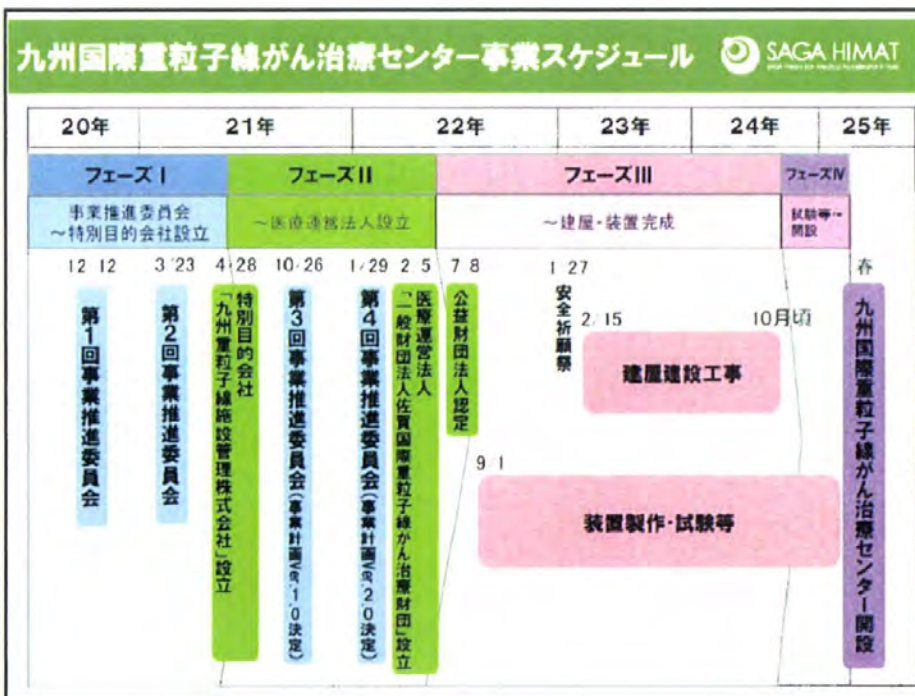 九州国際重粒子線がん治療センター事業スケジュール
SAGA HIMAT
20年 21年 22年 23年 24年 25年
フェーズⅠ フェーズⅡ フェーズⅢ フェーズⅣ
事業推進委員会
～特別目的会社設立
～医療運営法人設立
～建屋・装置完成
試験等～
開設
12/12 3/23 4/28 10/26 1/29 2/5 7/8 1/27 春
第1回事業推進委員会
第2回事業推進委員会
特別目的会社
「九州重粒子線施設管理株式会社」設立
第3回事業推進委員会(事業計画Ver.1.0決定)
第4回事業推進委員会(事業計画Ver.2.0決定)
医療運営法人
「一般財団法人佐賀国際重粒子線がん治療財団」設立
公益財団法人認定
安全祈願祭
2/15 10月頃
建屋建設工事
9/1
装置製作・試験等
九州国際重粒子線がん治療センター開設